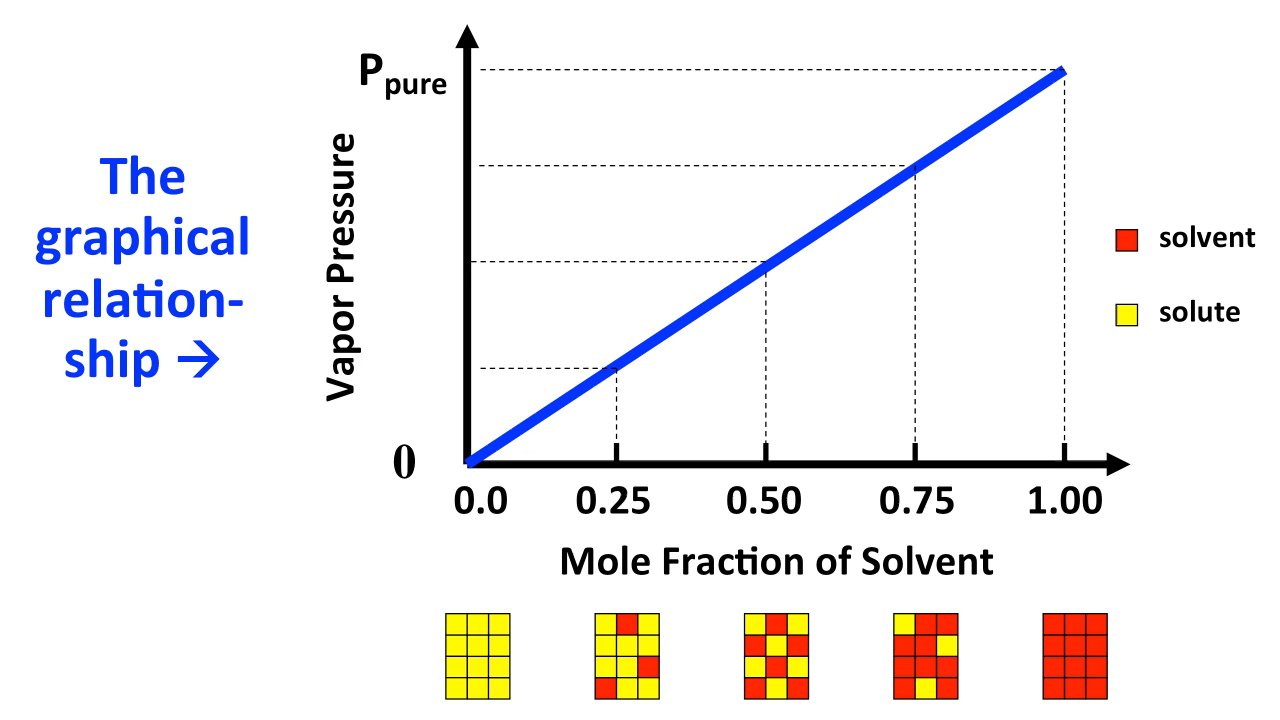 The
graphical
relation-
ship →
P pure
Vapor Pressure
0
0.0 0.25 0.50 0.75 1.00
Mole Fraction of Solvent
solvent
solute